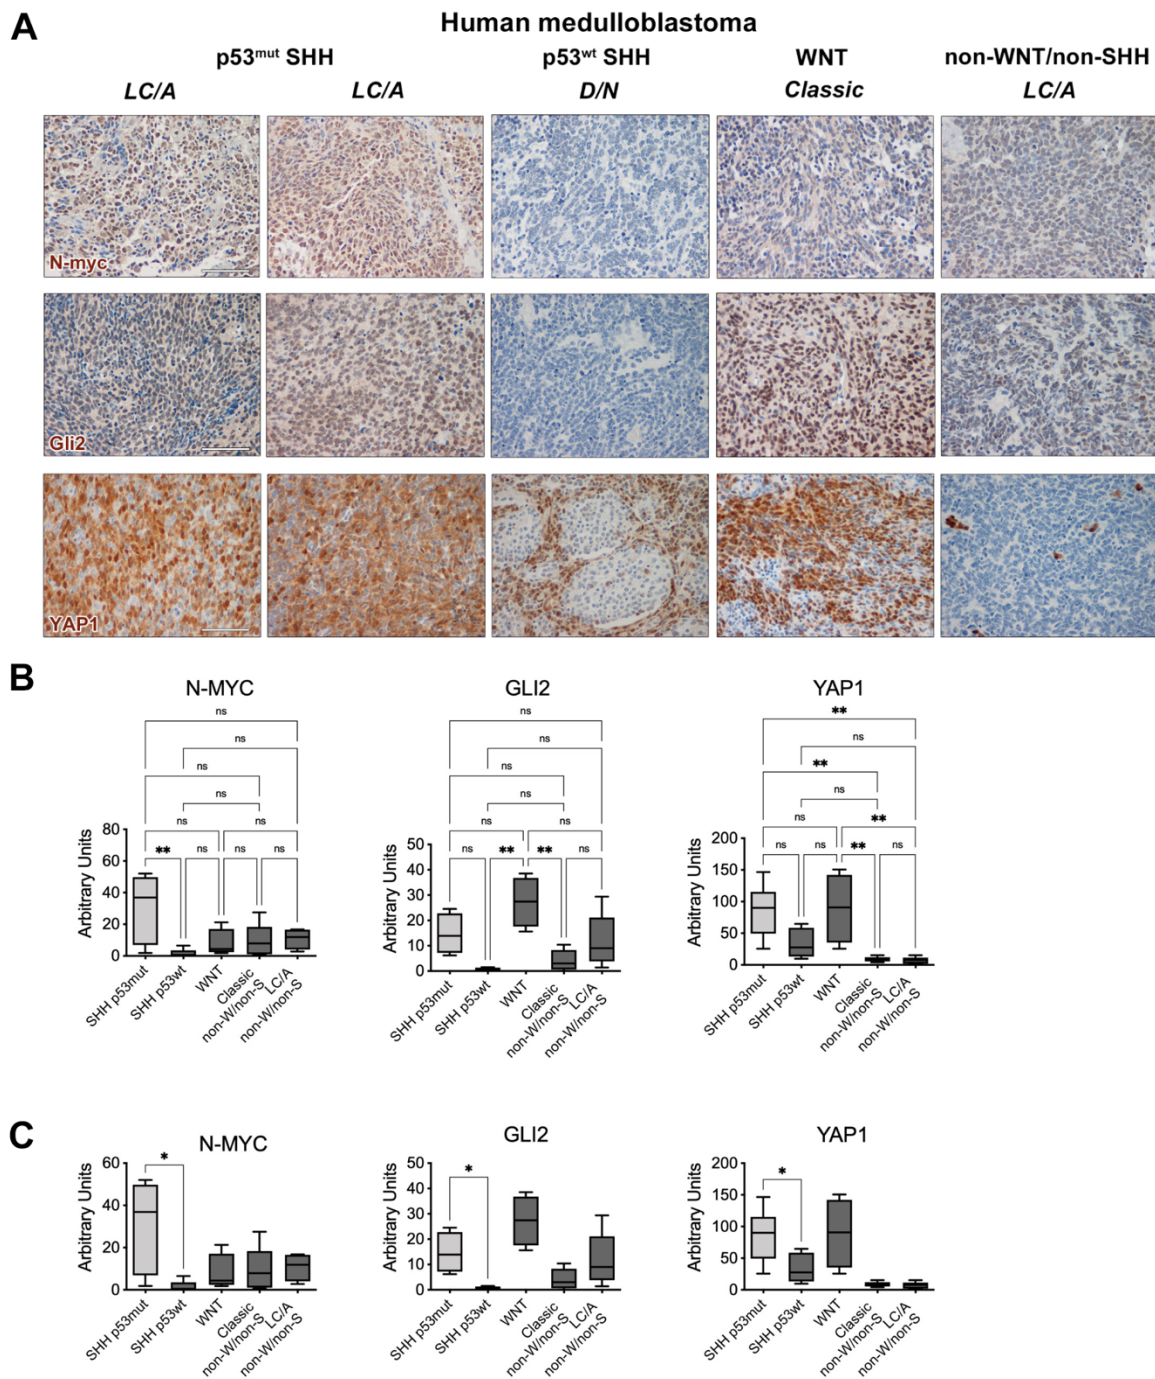 A
Human medulloblastoma
p53mut SHH
p53wt SHH
WNT
non-WNT/non-SHH
LC/A
LC/A
D/N
Classic
LC/A
N-myc
Gli2
YAP1
B
N-MYC
GLI2
YAP1
ns
ns
ns
ns
ns
ns
** ns ns ns
80
60
40
20
0
Arbitrary Units
SHH p53mut
SHH p53wt
WNT
Classic
non-W/non-S
LC/A
non-W/non-S
ns
ns
ns
ns
ns
ns
ns ** ** ns
50
40
30
20
10
0
Arbitrary Units
SHH p53mut
SHH p53wt
WNT
Classic
non-W/non-S
LC/A
non-W/non-S
**
ns
**
ns
ns
**
ns ns ** ns
200
150
100
50
0
Arbitrary Units
SHH p53mut
SHH p53wt
WNT
Classic
non-W/non-S
LC/A
non-W/non-S
C
N-MYC
GLI2
YAP1
*
60
40
20
0
Arbitrary Units
SHH p53mut
SHH p53wt
WNT
Classic
non-W/non-S
LC/A
non-W/non-S
*
50
40
30
20
10
0
Arbitrary Units
SHH p53mut
SHH p53wt
WNT
Classic
non-W/non-S
LC/A
non-W/non-S
*
200
150
100
50
0
Arbitrary Units
SHH p53mut
SHH p53wt
WNT
Classic
non-W/non-S
LC/A
non-W/non-S